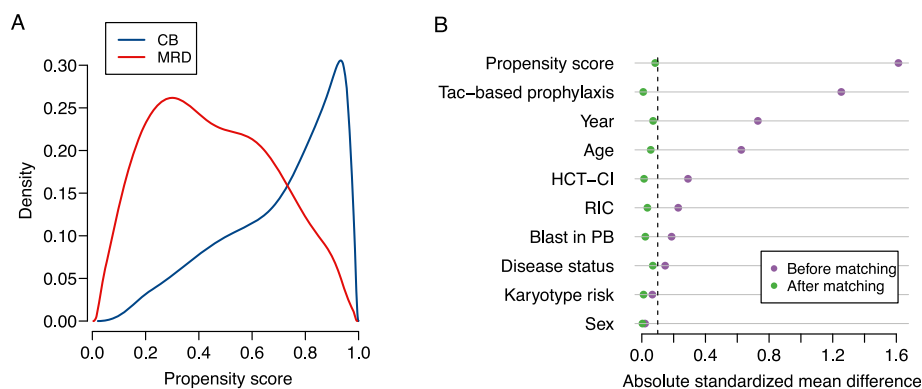 A
CB
MRD
0.30
0.25
0.20
0.15
0.10
0.05
0.00
Density
0.0 0.2 0.4 0.6 0.8 1.0
Propensity score
B
Propensity score
Tac−based prophylaxis
Year
Age
HCT−CI
RIC
Blast in PB
Disease status
Karyotype risk
Sex
Before matching
After matching
0.0 0.4 0.8 1.2 1.6
Absolute standardized mean difference